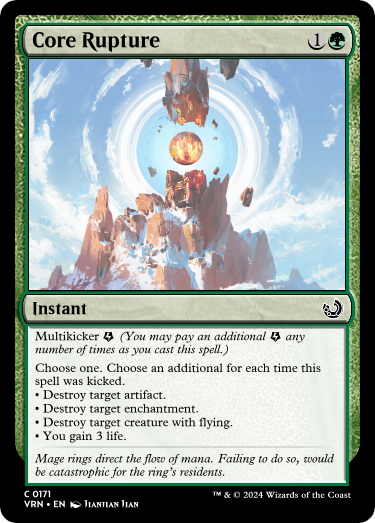 Core Rupture 1
Instant
Multikicker (You may pay an additional any
number of times as you cast this spell.)
Choose one. Choose an additional for each time this
spell was kicked.
• Destroy target artifact.
• Destroy target enchantment.
• Destroy target creature with flying.
• You gain 3 life.
Mage rings direct the flow of mana. Failing to do so, would
be catastrophic for the ring's residents.
C 0171
VRN • EN Jianjian Jian
™ & © 2024 Wizards of the Coast